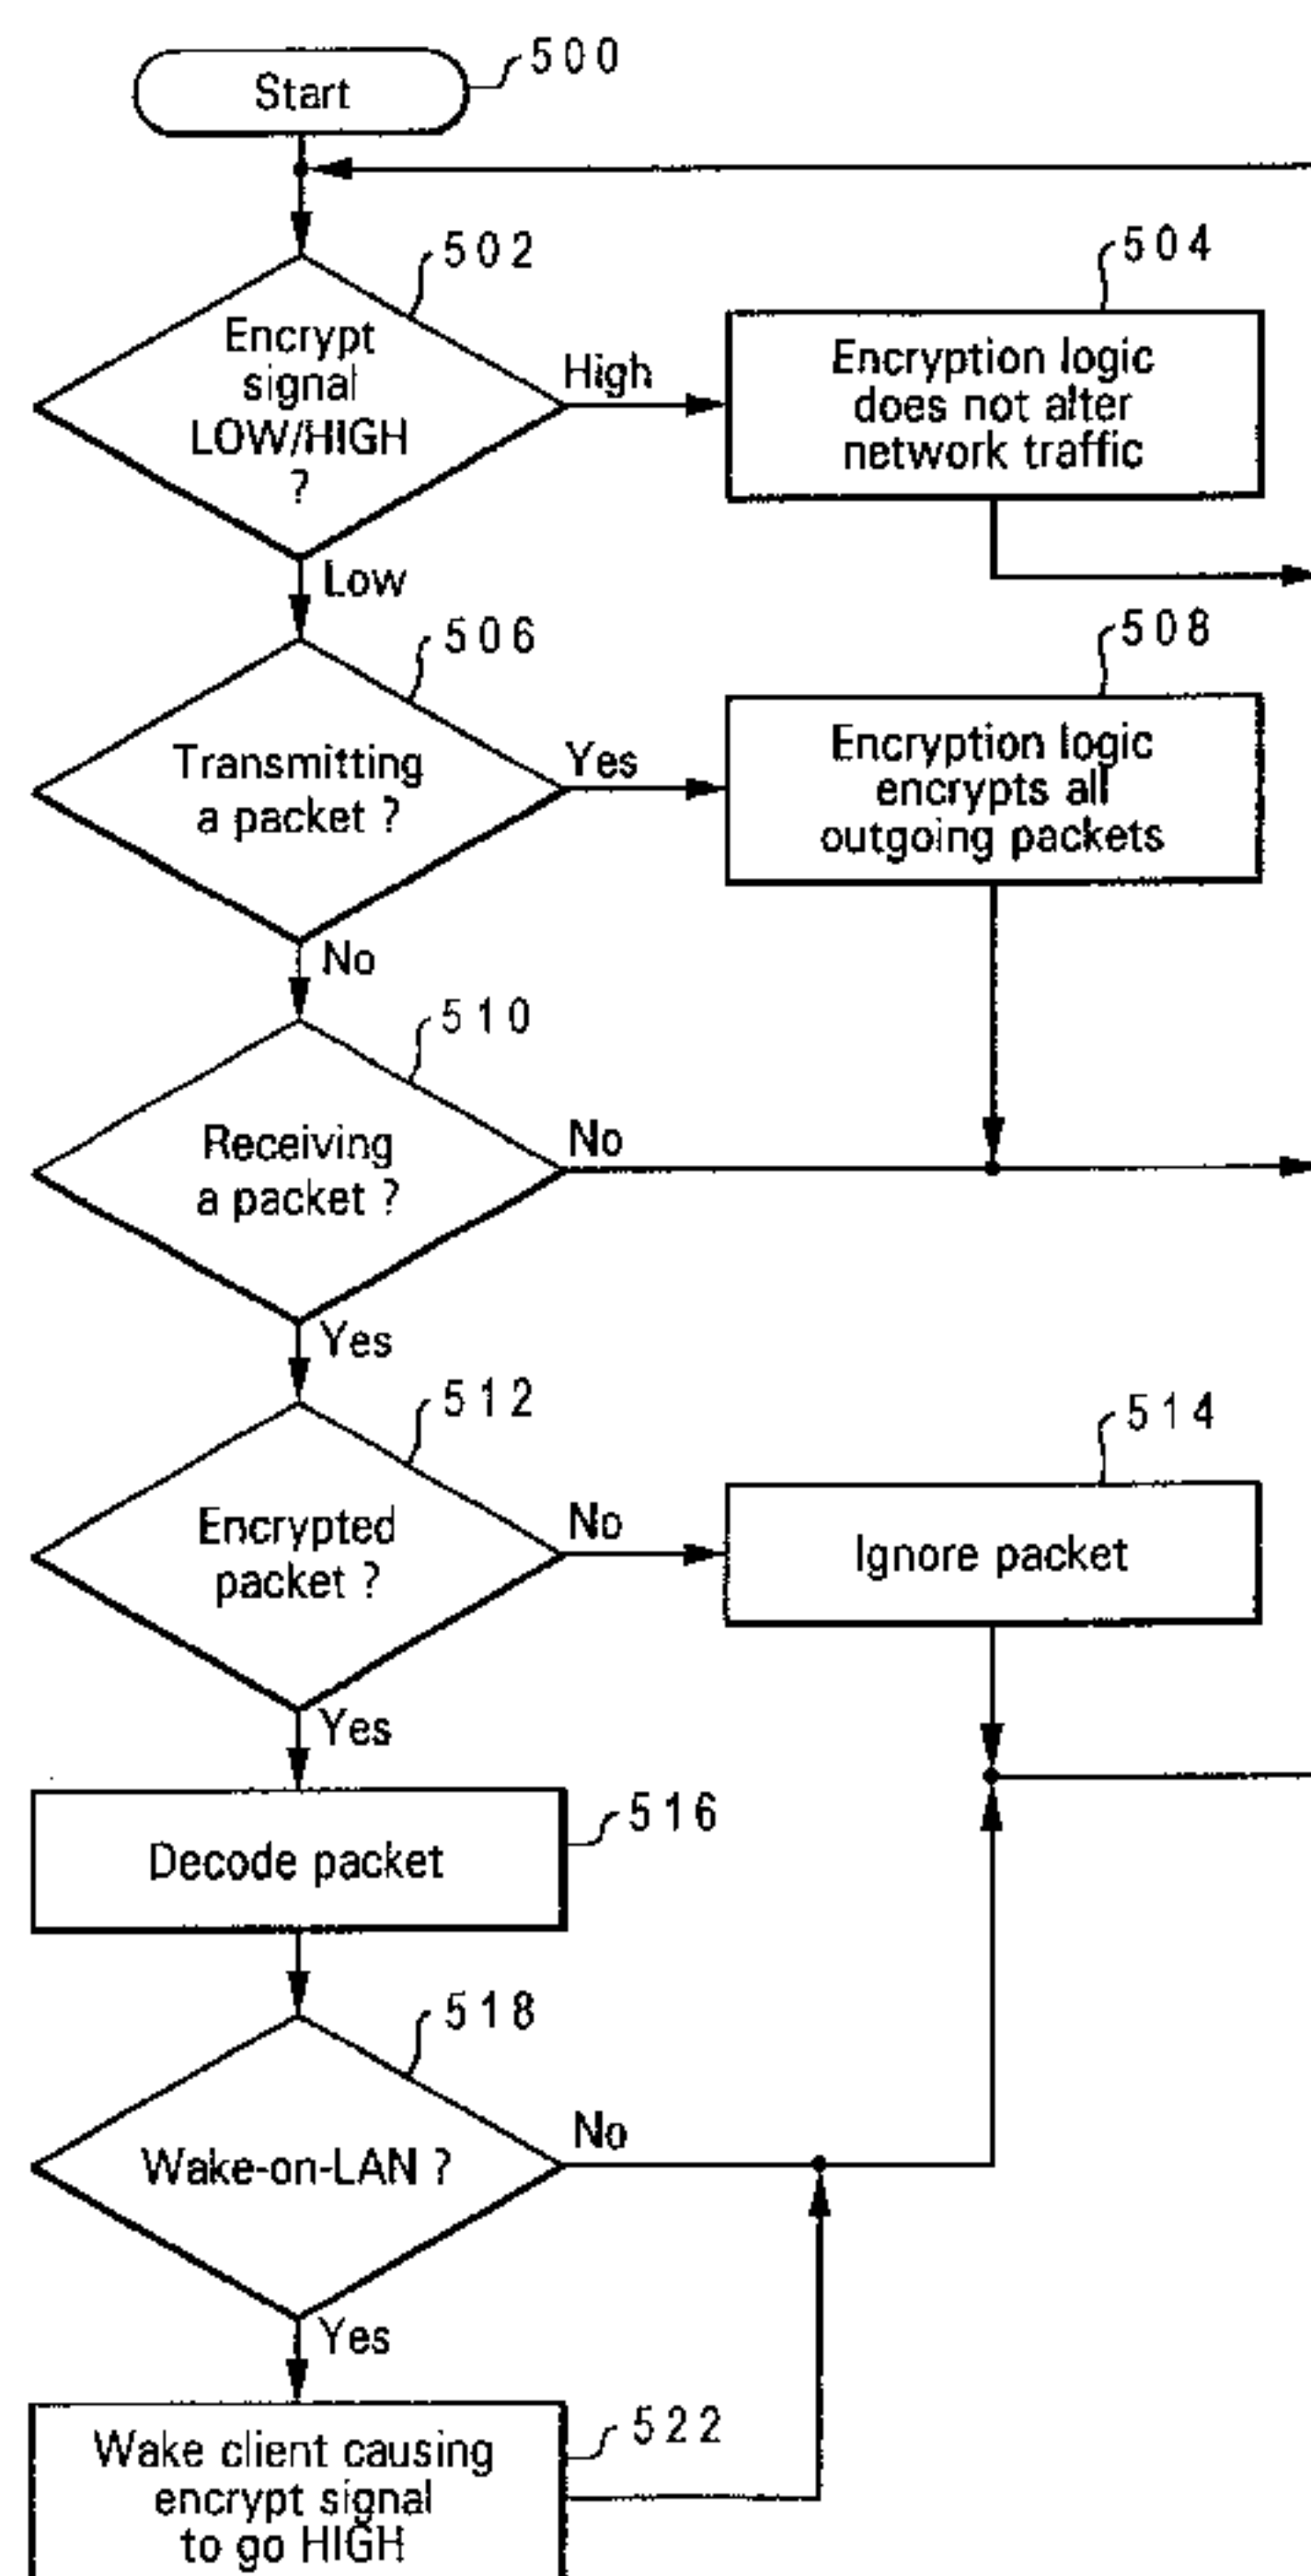 Start
500
502
Encrypt
signal
LOW/HIGH
?
High
504
Encryption logic
does not alter
network traffic
Low
506
Transmitting
a packet ?
Yes
508
Encryption logic
encrypts all
outgoing packets
No
510
Receiving
a packet ?
No
Yes
512
Encrypted
packet ?
No
514
Ignore packet
Yes
516
Decode packet
518
Wake-on-LAN ?
No
Yes
522
Wake client causing
encrypt signal
to go HIGH